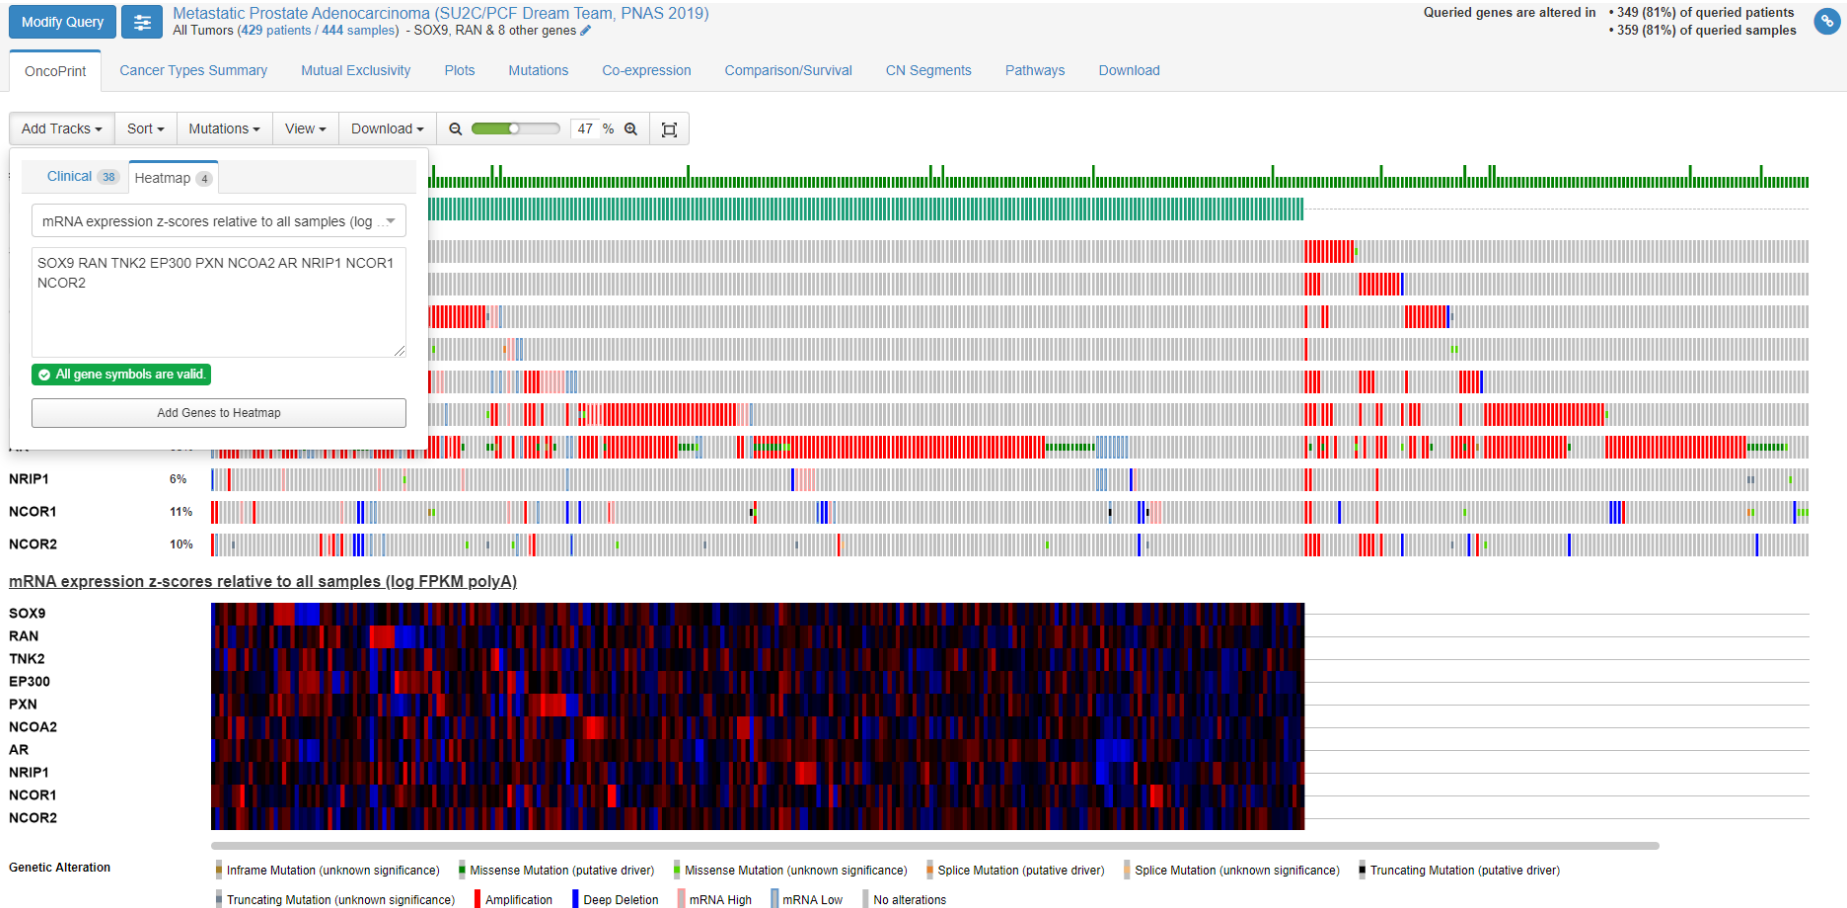 Modify Query
Metastatic Prostate Adenocarcinoma (SU2C/PCF Dream Team, PNAS 2019)
All Tumors (429 patients / 444 samples) - SOX9, RAN & 8 other genes
Queried genes are altered in • 349 (81%) of queried patients
• 359 (81%) of queried samples
OncoPrint Cancer Types Summary Mutual Exclusivity Plots Mutations Co-expression Comparison/Survival CN Segments Pathways Download
Add Tracks Sort Mutations View Download 47 %
Clinical 38 Heatmap 4
mRNA expression z-scores relative to all samples (log ...
SOX9 RAN TNK2 EP300 PXN NCOA2 AR NRIP1 NCOR1
NCOR2
All gene symbols are valid.
Add Genes to Heatmap
NRIP1 6%
NCOR1 11%
NCOR2 10%
mRNA expression z-scores relative to all samples (log FPKM polyA)
SOX9
RAN
TNK2
EP300
PXN
NCOA2
AR
NRIP1
NCOR1
NCOR2
Genetic Alteration Inframe Mutation (unknown significance) Missense Mutation (putative driver) Missense Mutation (unknown significance) Splice Mutation (putative driver) Splice Mutation (unknown significance) Truncating Mutation (putative driver)
Truncating Mutation (unknown significance) Amplification Deep Deletion mRNA High mRNA Low No alterations